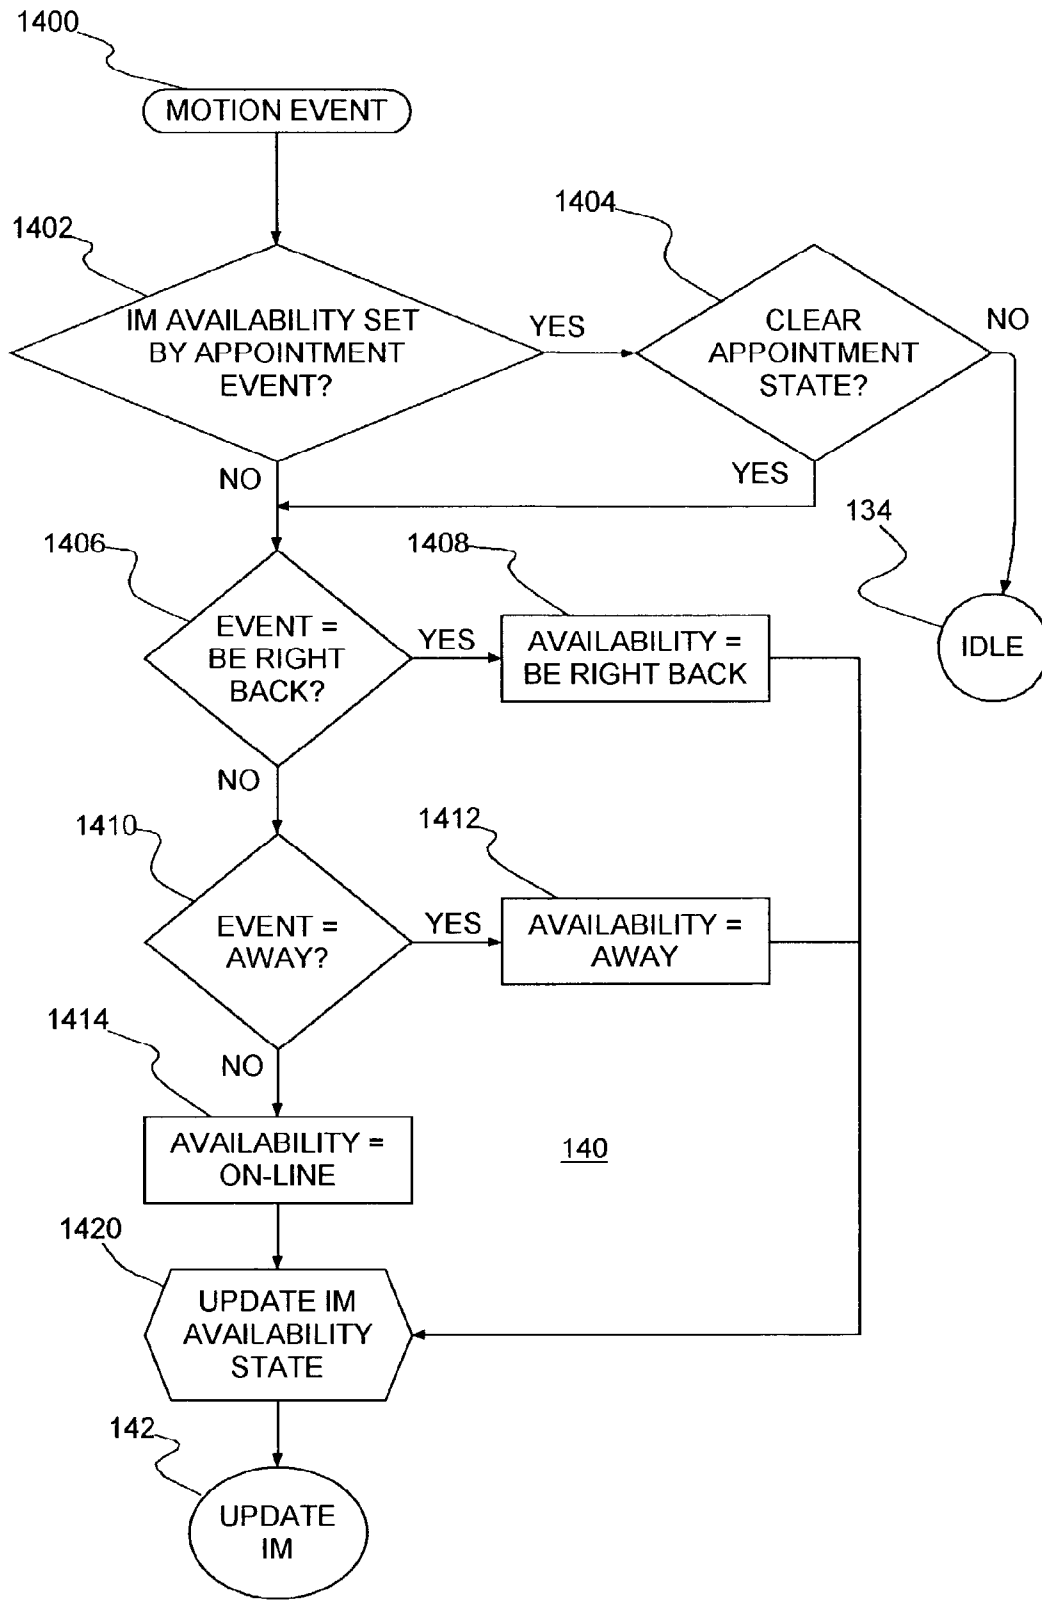 1400
MOTION EVENT
1402
IM AVAILABILITY SET
BY APPOINTMENT
EVENT?
YES
1404
CLEAR
APPOINTMENT
STATE?
NO
NO
YES
134
IDLE
1406
EVENT =
BE RIGHT
BACK?
YES
1408
AVAILABILITY =
BE RIGHT BACK
NO
1410
EVENT =
AWAY?
YES
1412
AVAILABILITY =
AWAY
NO
1414
AVAILABILITY =
ON-LINE
140
1420
UPDATE IM
AVAILABILITY
STATE
142
UPDATE
IM